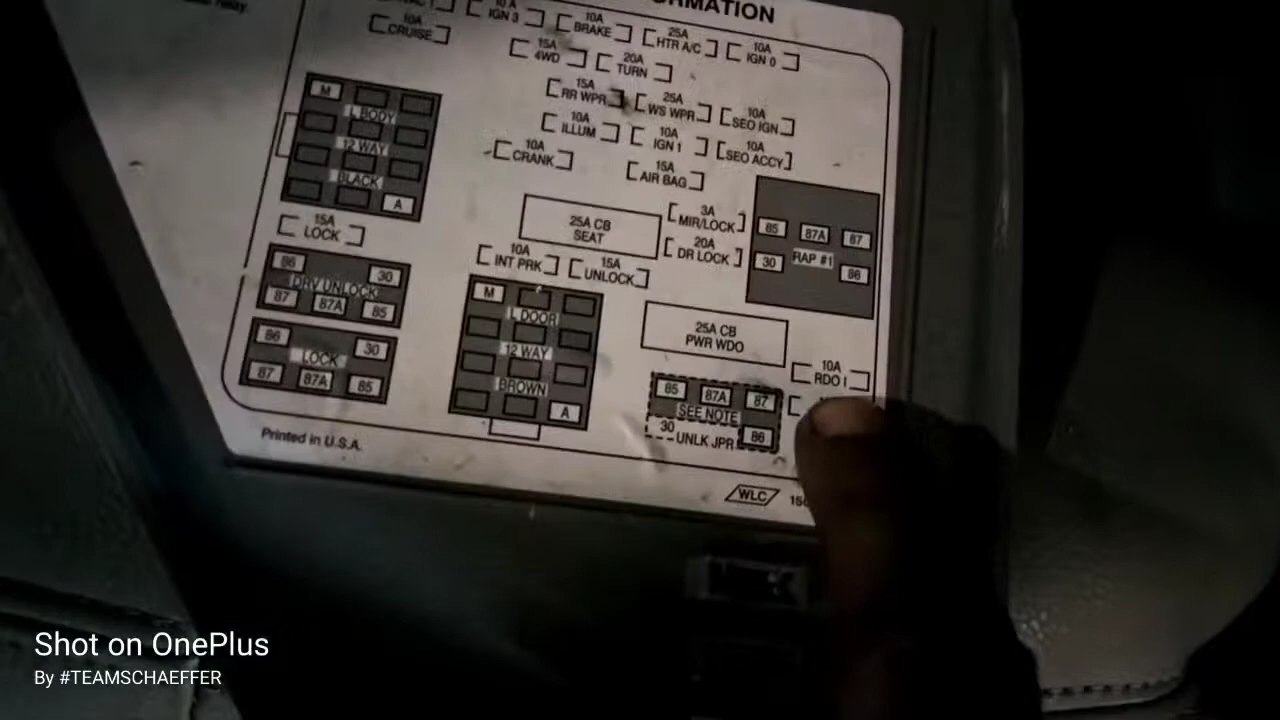 relay.
RMATION
10A
CRUISE
IGN 3
10A
BRAKE
25A
HTR A/C
10A
IGN 0
15A
4WD
20A
TURN
15A
RR WPR
25A
WS WPR
10A
SEO IGN
10A
ILLUM
10A
IGN 1
10A
SEO ACCY
10A
CRANK
15A
AIR BAG
M
L BODY
12 WAY
BLACK
A
25A CB
SEAT
3A
MIR/LOCK
20A
DR LOCK
85 87A 87
30 RAP #1 86
15A
LOCK
10A
INT PRK
15A
UNLOCK
86 30
DRV UNLOCK
87 87A 85
86 30
LOCK
87 87A 85
M
L DOOR
12 WAY
BROWN
A
25A CB
PWR WDO
10A
RDO 1
85 87A 87
SEE NOTE
30 UNLK JPR 86
Printed in U.S.A.
WLC
Shot on OnePlus
By #TEAMSCHAEFFER